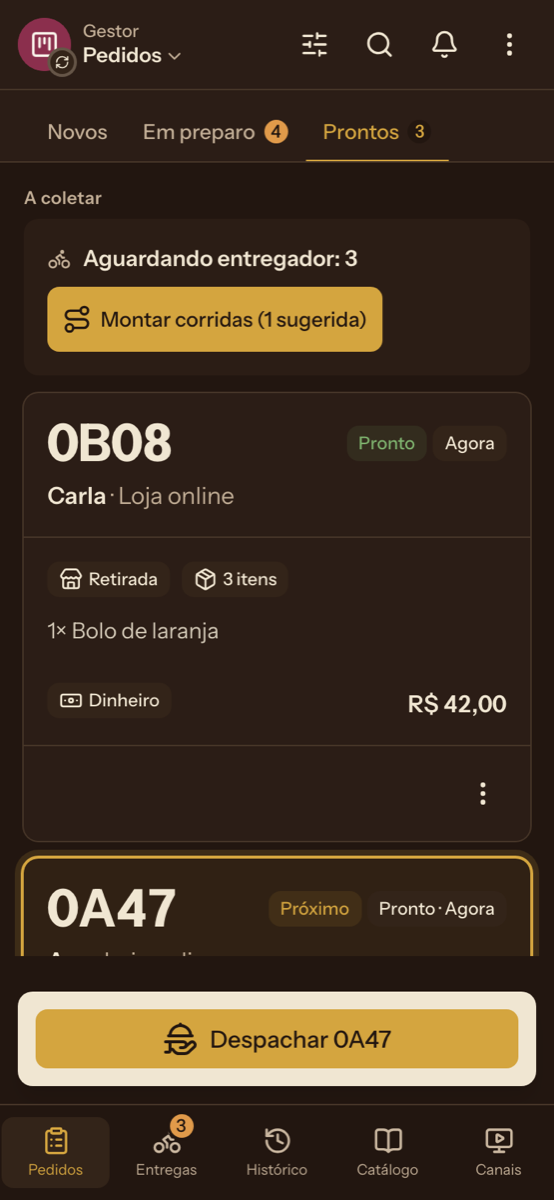 Gestor
Pedidos
Novos
Em preparo 4
Prontos 3
A coletar
Aguardando entregador: 3
Montar corridas (1 sugerida)
0B08
Pronto
Agora
Carla · Loja online
Retirada
3 itens
1× Bolo de laranja
Dinheiro
R$ 42,00
0A47
Próximo
Pronto · Agora
Despachar 0A47
3
Pedidos
Entregas
Histórico
Catálogo
Canais